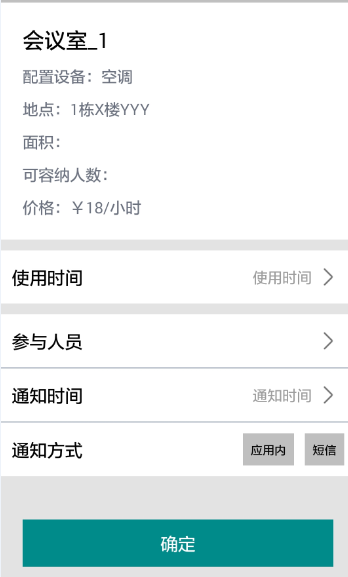 会议室_1
配置设备：空调
地点：1栋X楼YYY
面积：
可容纳人数：
价格：￥18/小时
使用时间 使用时间
参与人员
通知时间 通知时间
通知方式 应用内 短信
确定